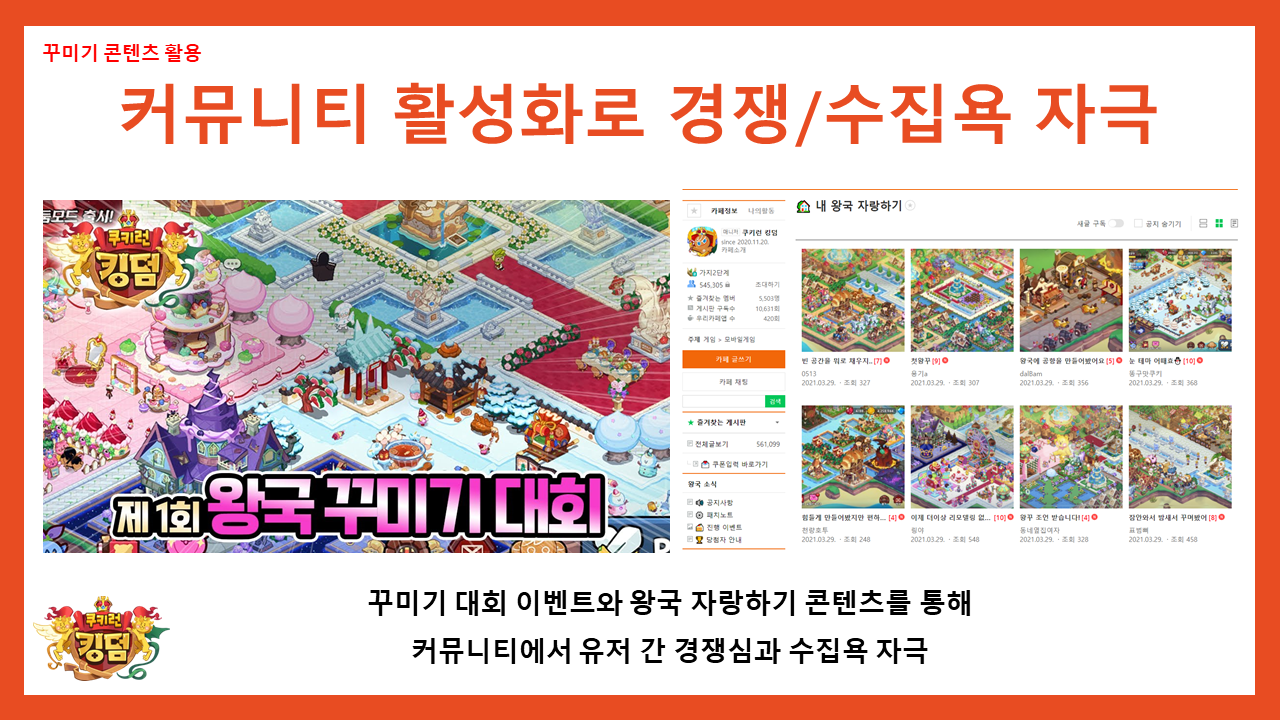 꾸미기 콘텐츠 활용
커뮤니티 활성화로 경쟁/수집욕 자극
둠모드 출시!
쿠키런
킹덤
제 1회 왕국 꾸미기 대회
카페정보 나의활동
매니저 쿠키런 킹덤
since 2020.11.20.
카페소개
가지2단계
545,305 초대하기
즐겨찾는 멤버 5,503명
게시판 구독수 10,631회
우리카페앱 수 420회
주제 게임 > 모바일게임
카페 글쓰기
카페 채팅
검색
즐겨찾는 게시판
전체글보기 561,099
쿠폰입력 바로가기
왕국 소식
공지사항
패치노트
진행 이벤트
당첨자 안내
내 왕국 자랑하기
새글 구독 공지 숨기기
빈 공간을 뭐로 채우지.. [7]
0513
2021.03.29. · 조회 327
첫왕꾸 [9]
용기a
2021.03.29. · 조회 307
왕국에 공항을 만들어봤어요 [5]
dalBam
2021.03.29. · 조회 356
눈 테마 어때효 [10]
똥구맛쿠키
2021.03.29. · 조회 368
힘들게 만들어봤지만 편하... [4]
천랑호투
2021.03.29. · 조회 248
이제 더이상 리모델링 없... [10]
림야
2021.03.29. · 조회 548
왕꾸 조언 받습니다! [4]
동네옆집여자
2021.03.29. · 조회 328
잠안와서 밤새서 꾸며봤어 [8]
표범삐
2021.03.29. · 조회 458
쿠키런
킹덤
꾸미기 대회 이벤트와 왕국 자랑하기 콘텐츠를 통해
커뮤니티에서 유저 간 경쟁심과 수집욕 자극